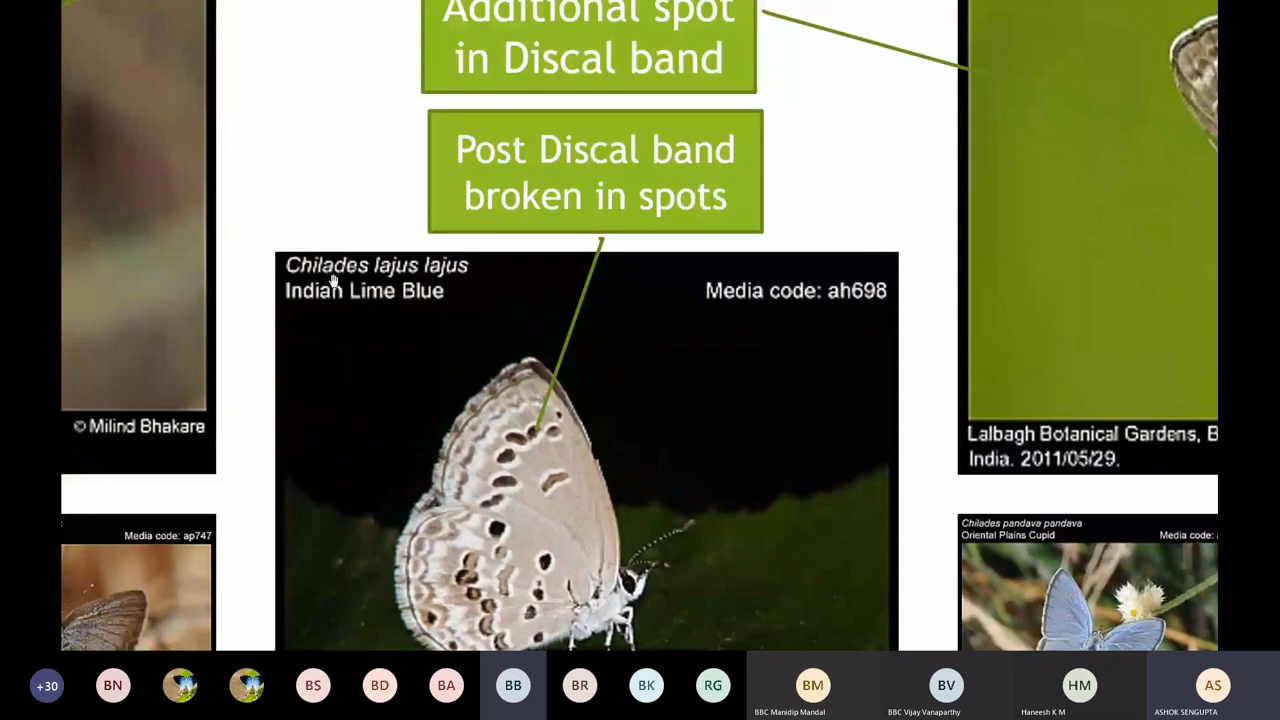 Additional spot
in Discal band
Post Discal band
broken in spots
Chilades lajus lajus
Indian Lime Blue
Media code: ah698
© Milind Bhakare
Lalbagh Botanical Gardens, B
India. 2011/05/29.
Media code: ap747
Chilades pandava pandava
Oriental Plains Cupid
Media code:
+30
BN
BS
BD
BA
BB
BR
BK
RG
BM
BV
HM
AS
BBC Manidip Mandal
BBC Vijay Vanaparthy
Haneesh K M
ASHOK SENGUPTA